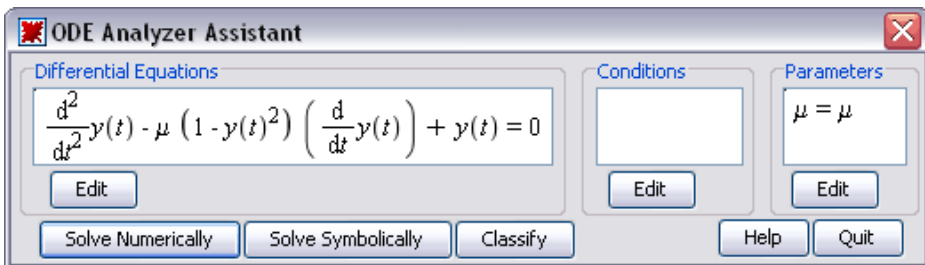 ODE Analyzer Assistant
Differential Equations
Conditions
Parameters
d²/dt² y(t) - μ (1 - y(t)²) (d/dt y(t)) + y(t) = 0
μ = μ
Edit
Edit
Edit
Solve Numerically
Solve Symbolically
Classify
Help
Quit